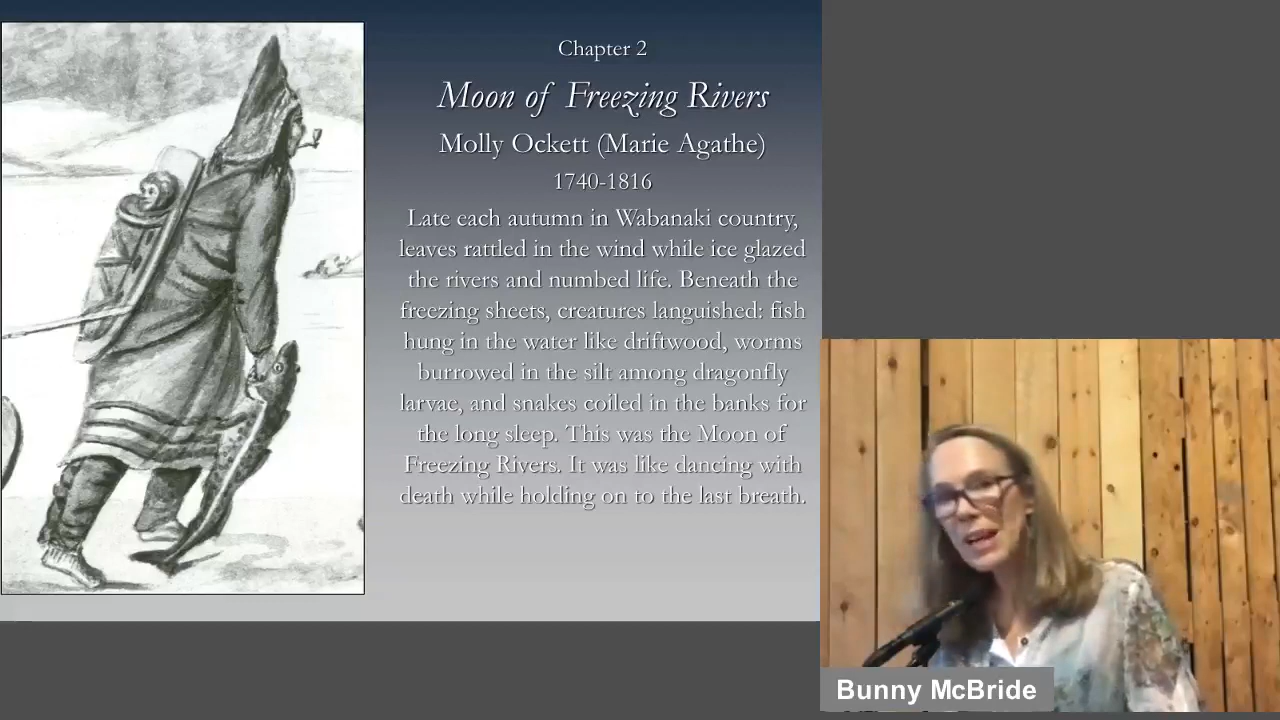 Chapter 2
Moon of Freezing Rivers
Molly Ockett (Marie Agathe)
1740-1816
Late each autumn in Wabanaki country,
leaves rattled in the wind while ice glazed
the rivers and numbed life. Beneath the
freezing sheets, creatures languished: fish
hung in the water like driftwood, worms
burrowed in the silt among dragonfly
larvae, and snakes coiled in the banks for
the long sleep. This was the Moon of
Freezing Rivers. It was like dancing with
death while holding on to the last breath.
Bunny McBride